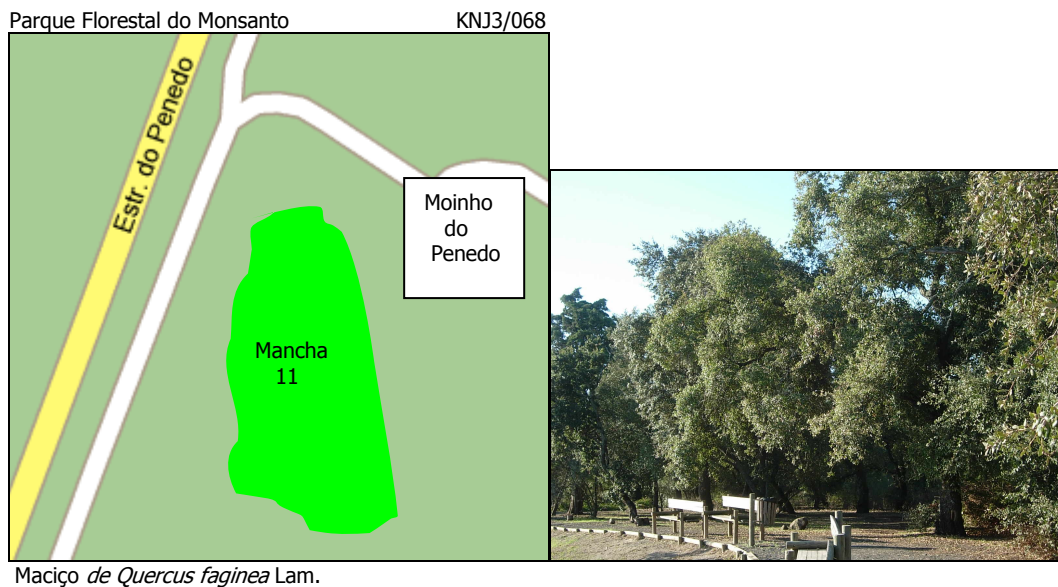 Parque Florestal do Monsanto KNJ3/068
Estr. do Penedo
Moinho
do
Penedo
Mancha
11
Maciço de Quercus faginea Lam.